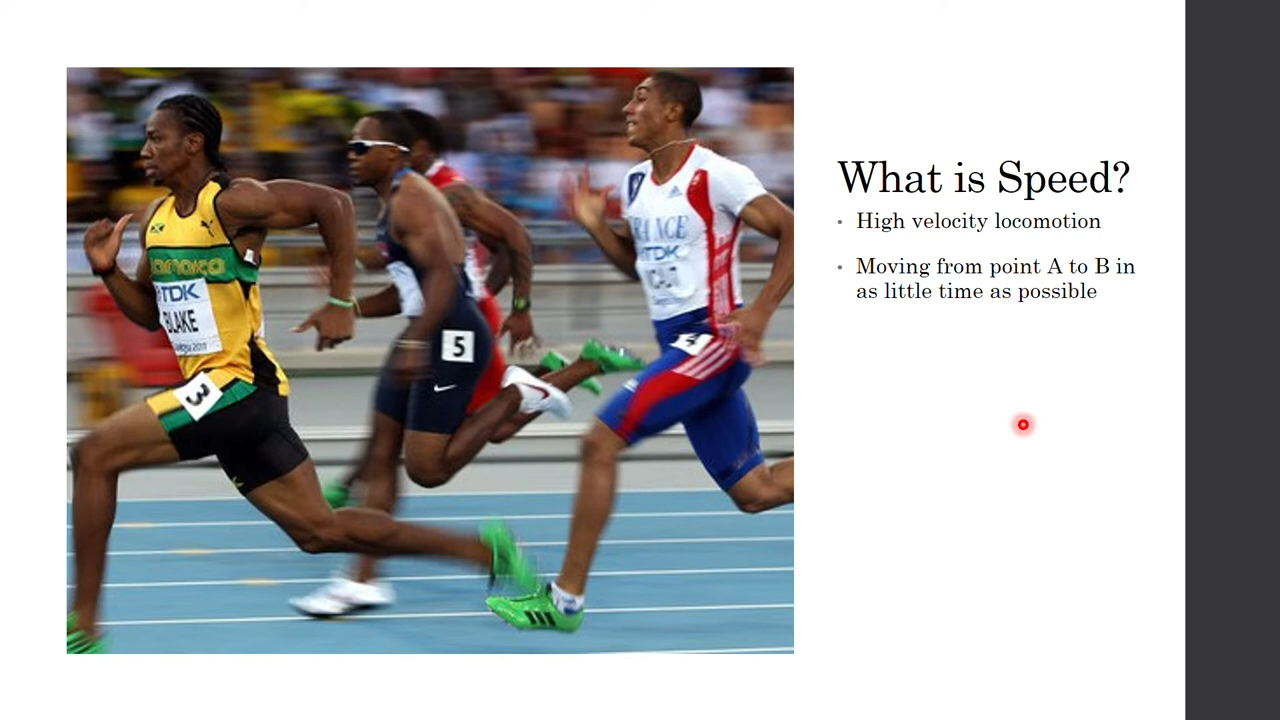 What is Speed?
High velocity locomotion
Moving from point A to B in
as little time as possible
Jamaica
TDK
BLAKE
3
5
FRANCE
TDK
4